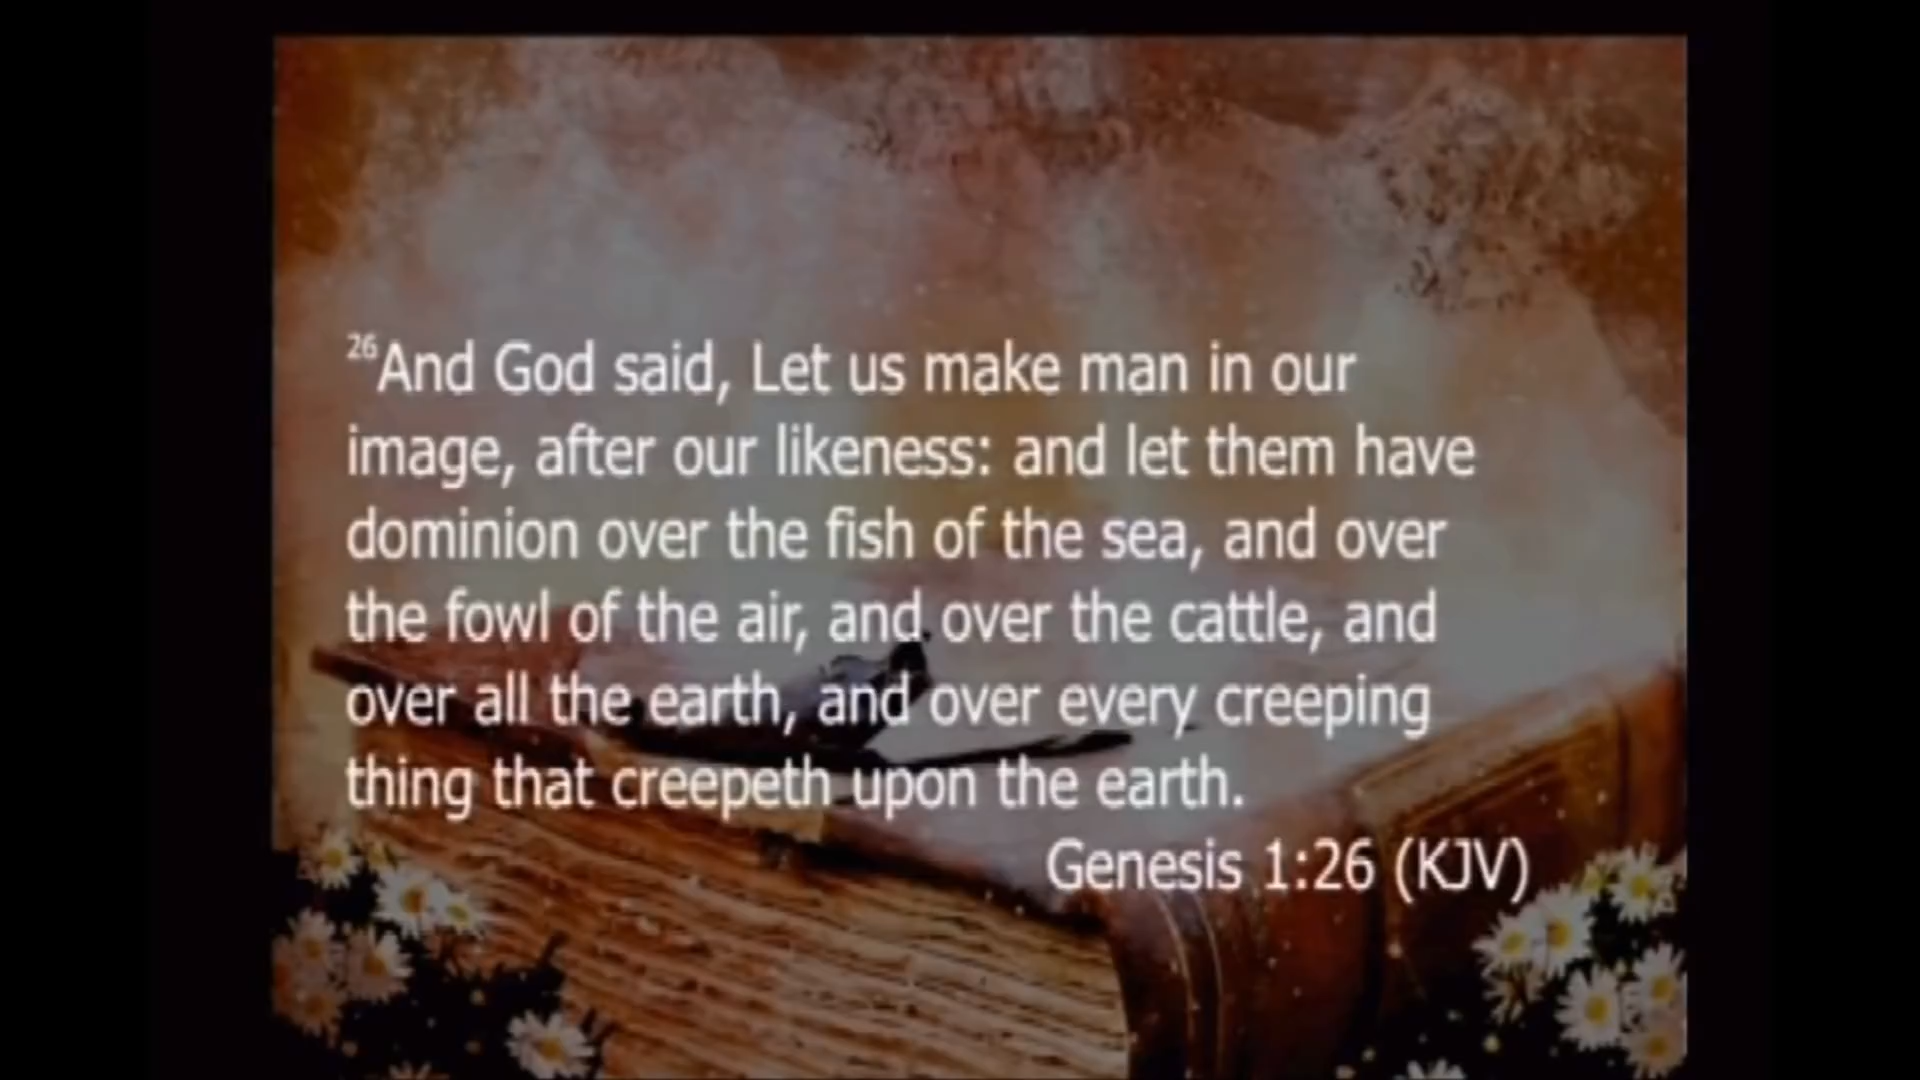 26And God said, Let us make man in our
image, after our likeness: and let them have
dominion over the fish of the sea, and over
the fowl of the air, and over the cattle, and
over all the earth, and over every creeping
thing that creepeth upon the earth.
Genesis 1:26 (KJV)